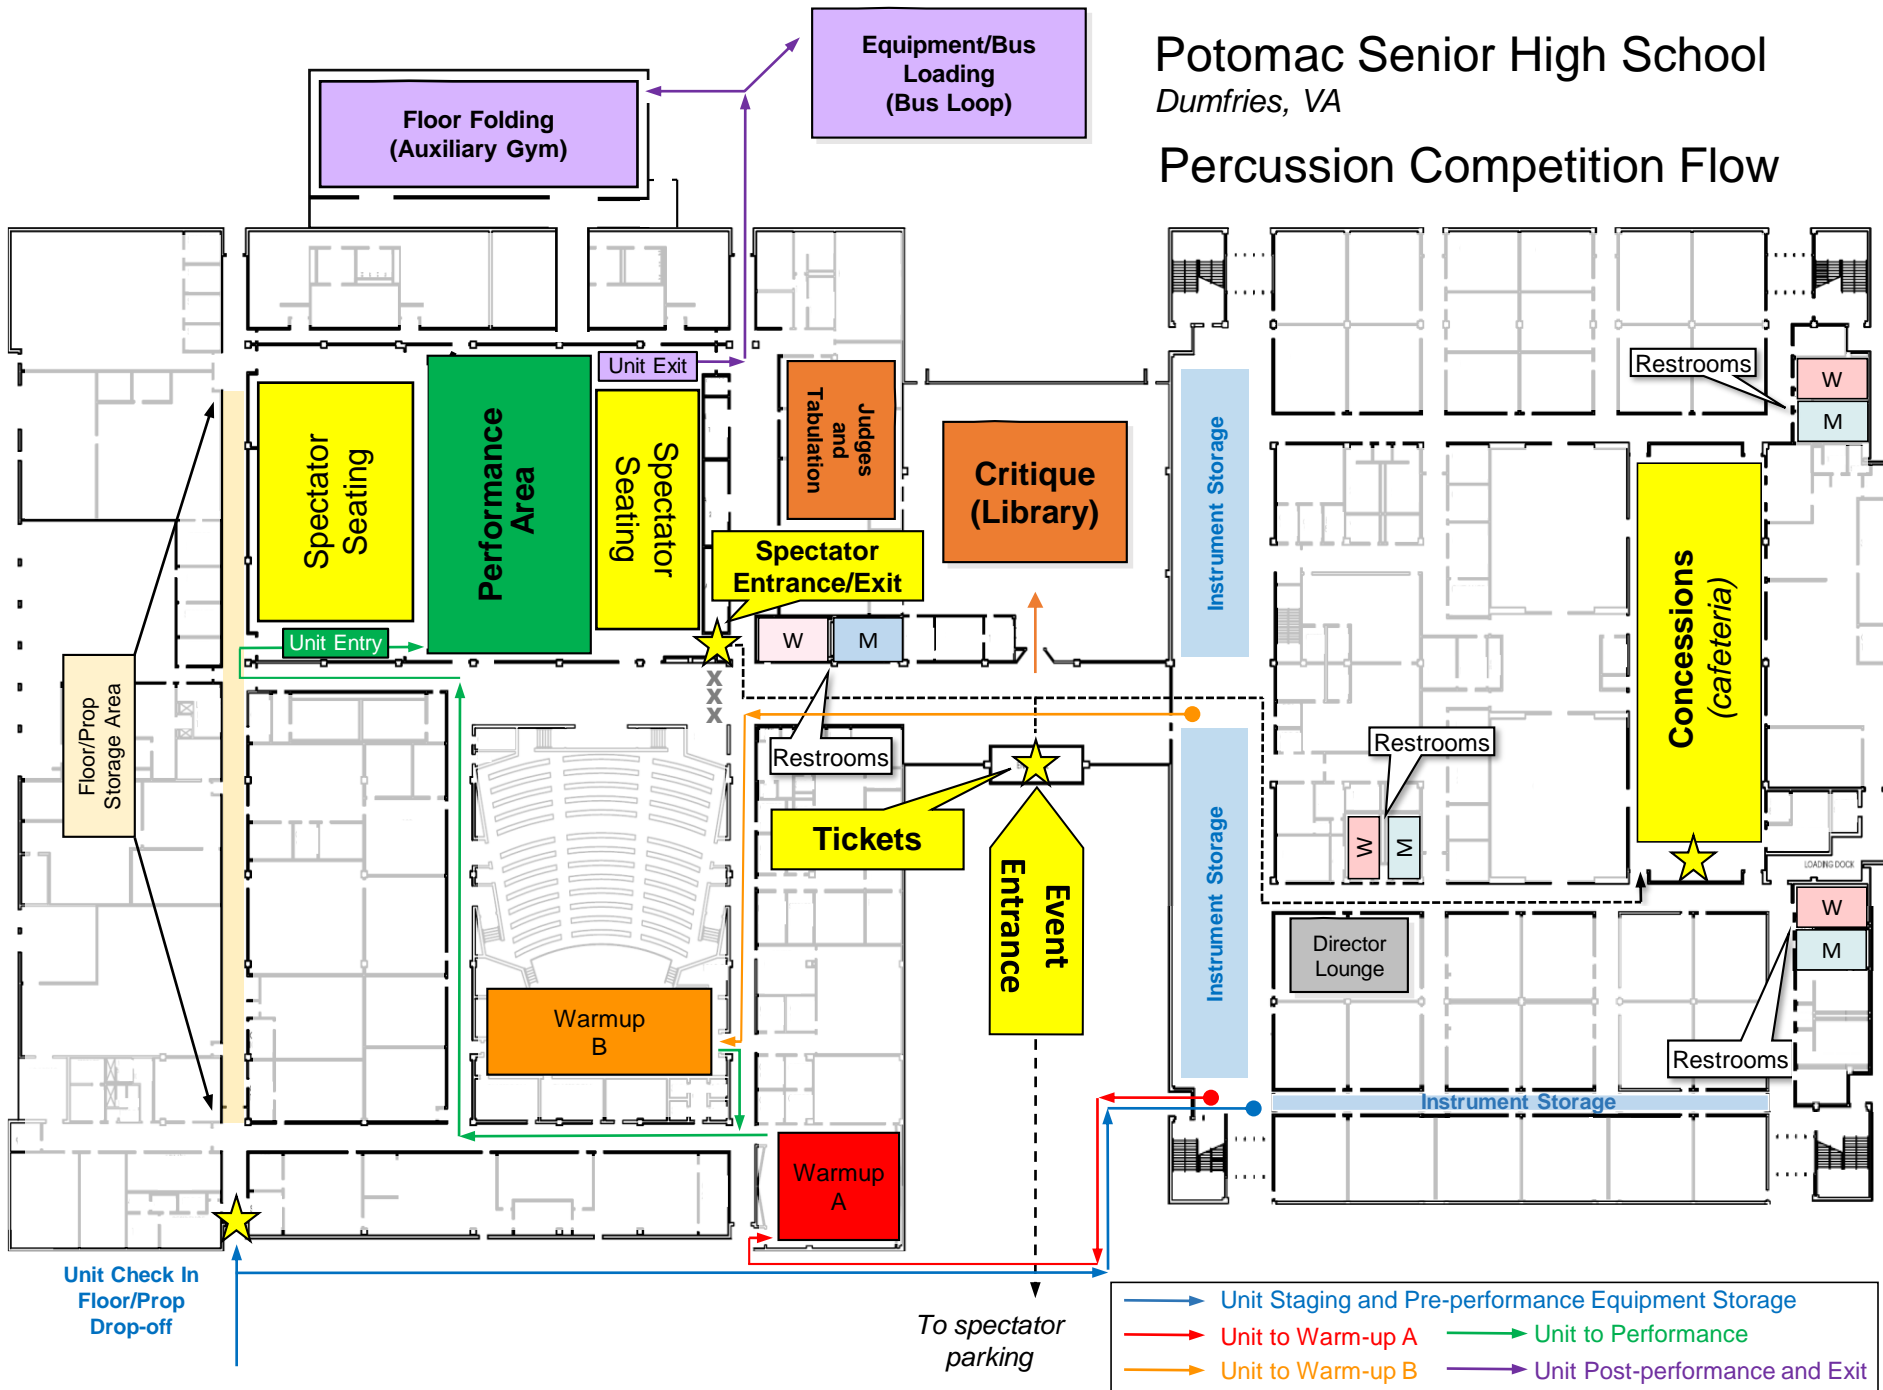 Potomac Senior High School
Dumfries, VA
Percussion Competition Flow
Equipment/Bus
Loading
(Bus Loop)
Floor Folding
(Auxiliary Gym)
Unit Exit
Spectator
Seating
Performance
Area
Spectator
Seating
Judges
and
Tabulation
Critique
(Library)
Spectator
Entrance/Exit
Unit Entry
W
M
Restrooms
X
X
X
Floor/Prop
Storage Area
Tickets
Event
Entrance
Warmup
B
Warmup
A
Instrument Storage
Instrument Storage
Instrument Storage
Restrooms
W
M
Concessions
(cafeteria)
Restrooms
W
M
LOADING DOCK
W
M
Restrooms
Director
Lounge
Unit Check In
Floor/Prop
Drop-off
To spectator
parking
Unit Staging and Pre-performance Equipment Storage
Unit to Warm-up A
Unit to Performance
Unit to Warm-up B
Unit Post-performance and Exit